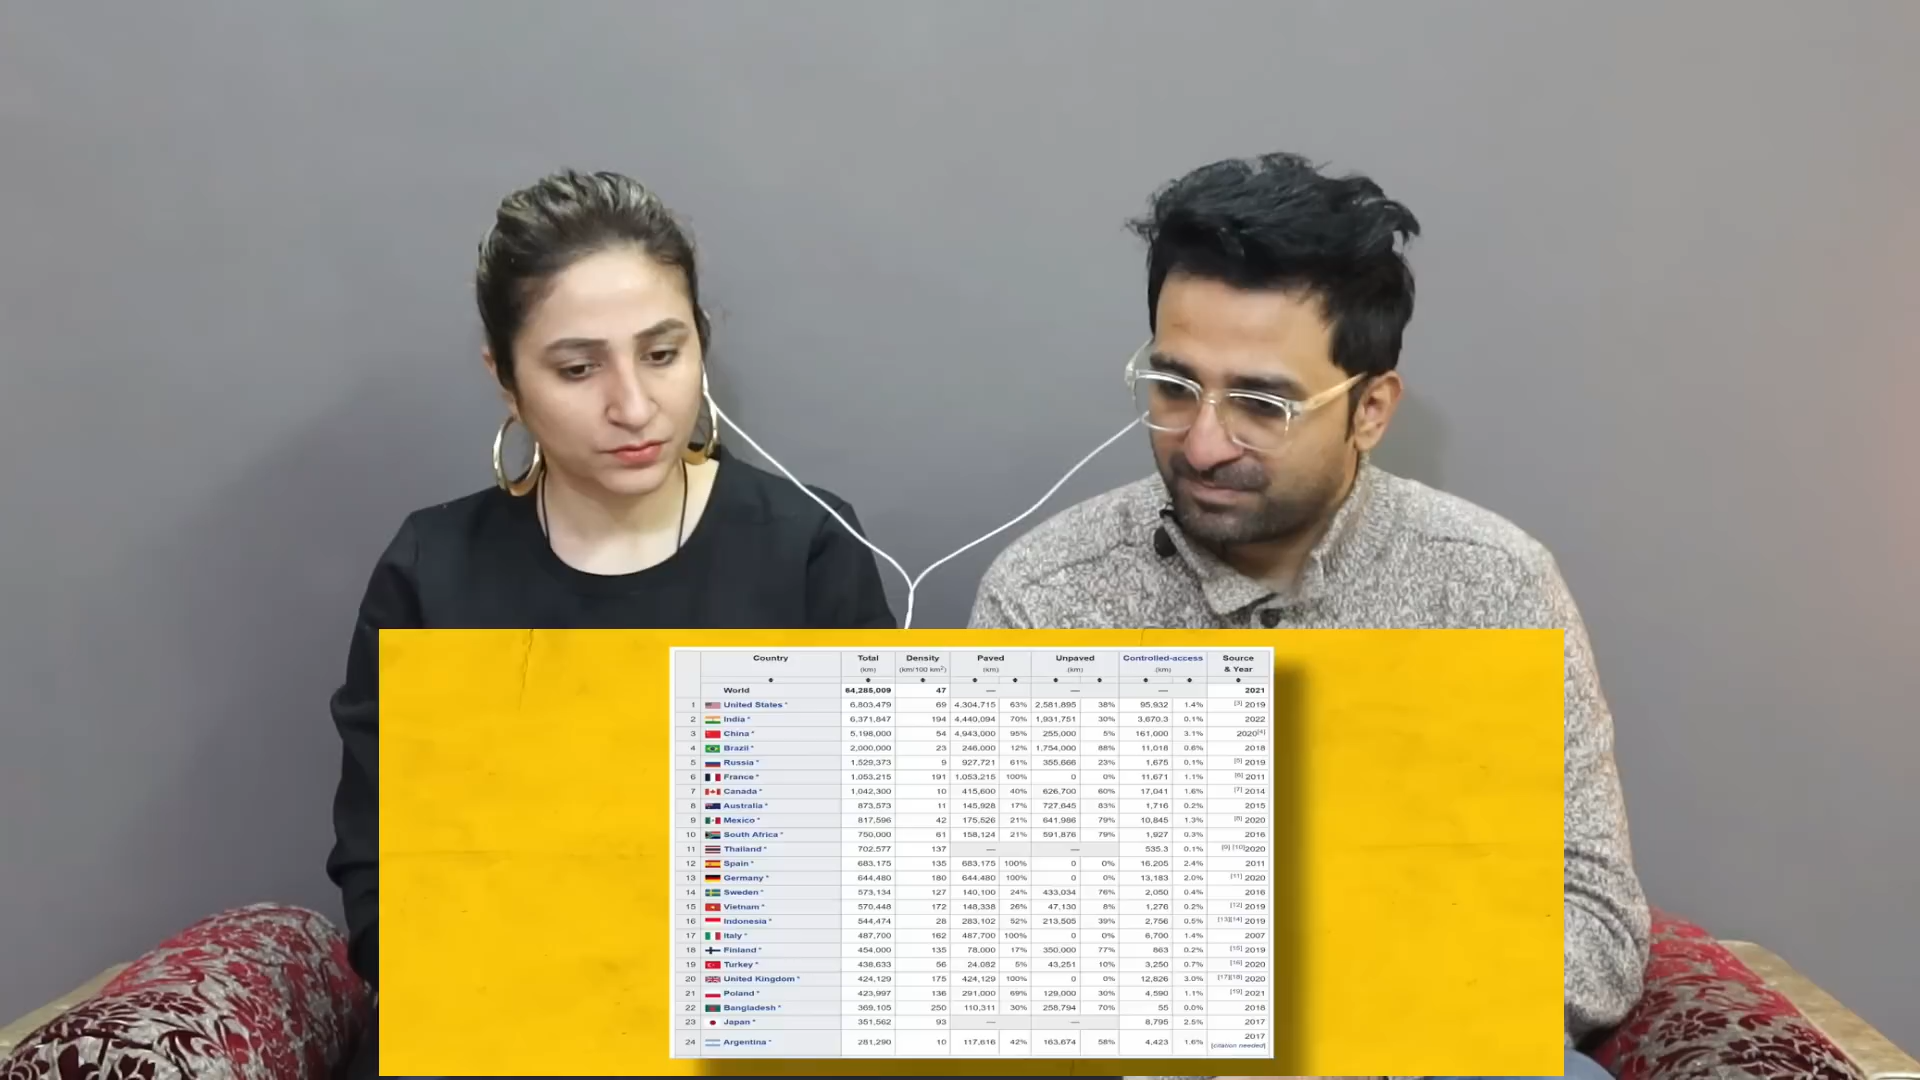 Country Total Density Paved Unpaved Controlled-access Source
(km) (km/100 km²) (km) (km) (km) & Year
World 64,285,009 47 — — — 2021
1 United States * 6,803,479 69 4,304,715 63% 2,581,895 38% 95,932 1.4% [3] 2019
2 India * 6,371,847 194 4,440,094 70% 1,931,751 30% 3,670.3 0.1% 2022
3 China * 5,198,000 54 4,943,000 95% 255,000 5% 161,000 3.1% 2020[4]
4 Brazil * 2,000,000 23 246,000 12% 1,754,000 88% 11,018 0.6% 2018
5 Russia * 1,529,373 9 927,721 61% 355,666 23% 1,675 0.1% [5] 2019
6 France * 1,053,215 191 1,053,215 100% 0 0% 11,671 1.1% [6] 2011
7 Canada * 1,042,300 10 415,600 40% 626,700 60% 17,041 1.6% [7] 2014
8 Australia * 873,573 11 145,928 17% 727,645 83% 1,716 0.2% 2015
9 Mexico * 817,596 42 175,526 21% 641,986 79% 10,845 1.3% [8] 2020
10 South Africa * 750,000 61 158,124 21% 591,876 79% 1,927 0.3% 2016
11 Thailand * 702,577 137 — — 535.3 0.1% [9] [10]2020
12 Spain * 683,175 135 683,175 100% 0 0% 16,205 2.4% 2011
13 Germany * 644,480 180 644,480 100% 0 0% 13,183 2.0% [11] 2020
14 Sweden * 573,134 127 140,100 24% 433,034 76% 2,050 0.4% 2016
15 Vietnam * 570,448 172 148,338 26% 47,130 8% 1,276 0.2% [12] 2019
16 Indonesia * 544,474 28 283,102 52% 213,505 39% 2,756 0.5% [13][14] 2019
17 Italy * 487,700 162 487,700 100% 0 0% 6,700 1.4% 2007
18 Finland * 454,000 135 78,000 17% 350,000 77% 863 0.2% [15] 2019
19 Turkey * 438,633 56 24,082 5% 43,251 10% 3,250 0.7% [16] 2020
20 United Kingdom * 424,129 175 424,129 100% 0 0% 12,826 3.0% [17][18] 2020
21 Poland * 423,997 136 291,000 69% 129,000 30% 4,590 1.1% [19] 2021
22 Bangladesh * 369,105 250 110,311 30% 258,794 70% 55 0.0% 2018
23 Japan * 351,562 93 — — 8,795 2.5% 2017
24 Argentina * 281,290 10 117,616 42% 163,674 58% 4,423 1.6% 2017
[citation needed]